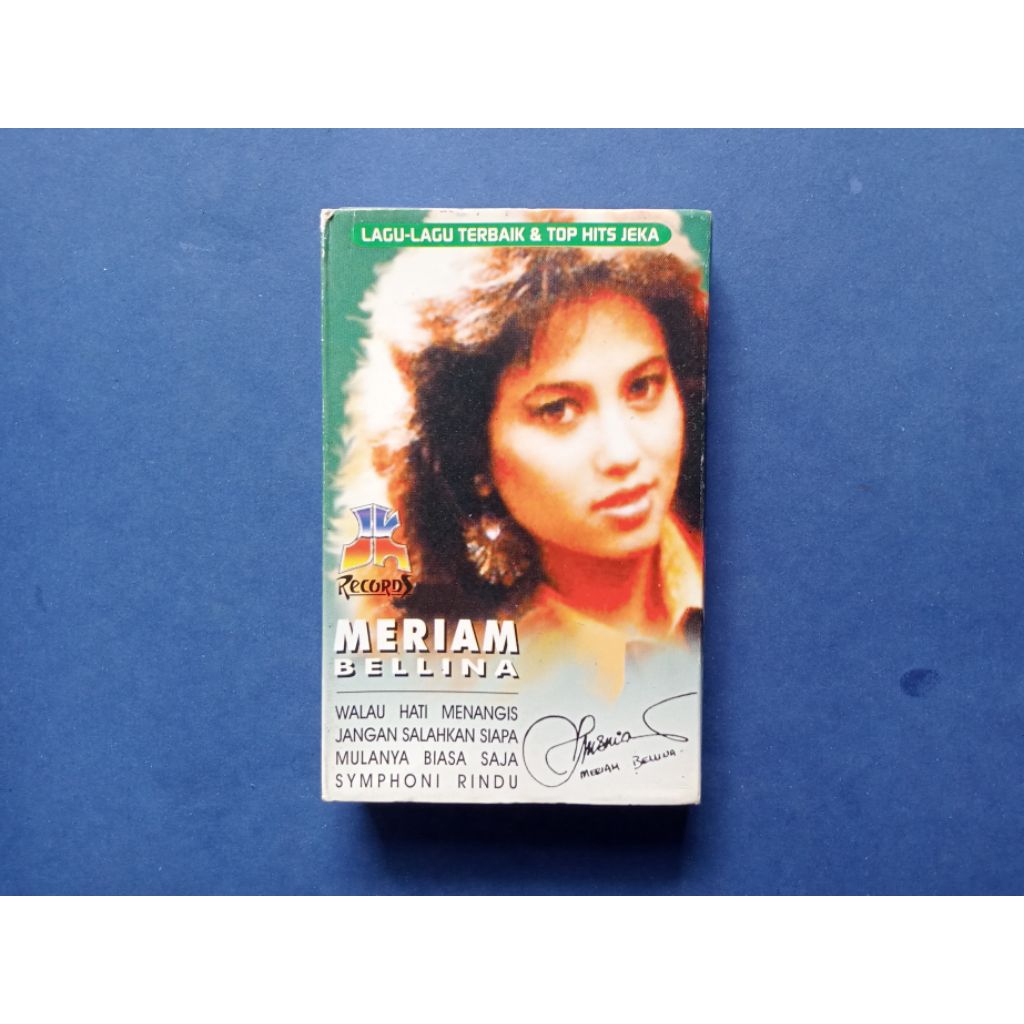 LAGU-LAGU TERBAIK & TOP HITS JEKA
JK
RECORDS
MERIAM
BELLINA
WALAU HATI MENANGIS
JANGAN SALAHKAN SIAPA
MULANYA BIASA SAJA
SYMPHONI RINDU
MERIAM BELLINA